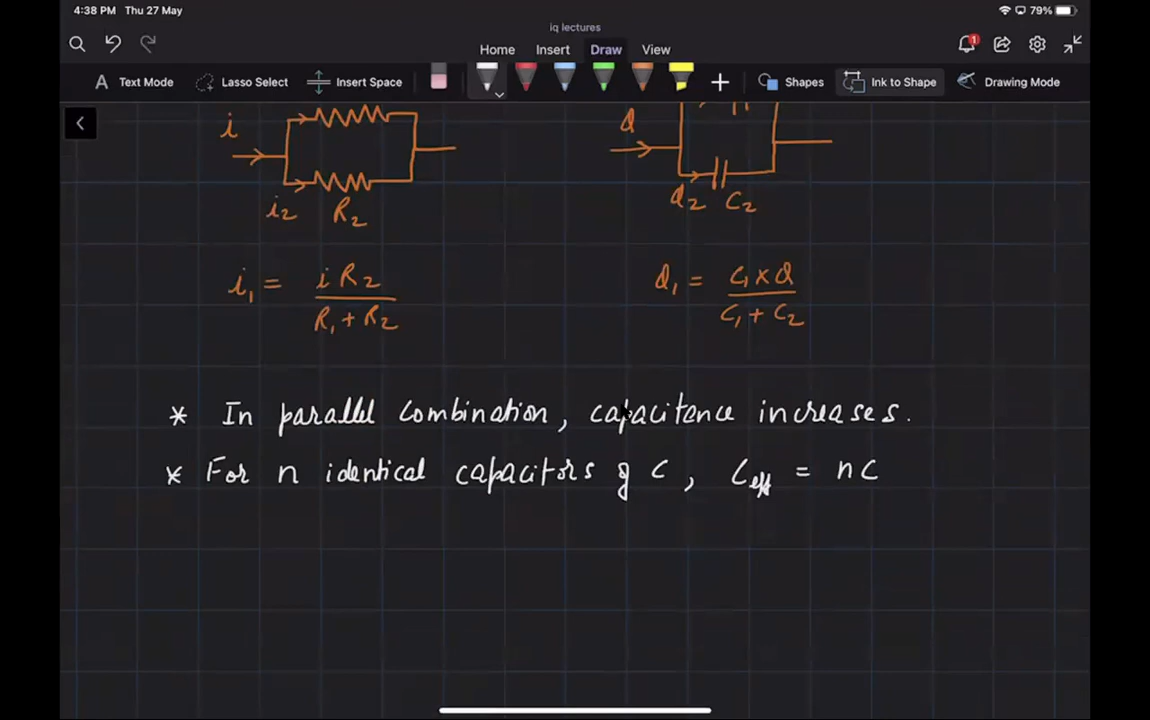 4:38 PM Thu 27 May
79%
iq lectures
Home Insert Draw View
1
A Text Mode Lasso Select Insert Space Shapes Ink to Shape Drawing Mode
i
Q
i₂ R₂
Q₂ C₂
i₁ = i R₂ / R₁ + R₂
Q₁ = C₁ x Q / C₁ + C₂
* In parallel combination, capacitence increases.
* For n identical capacitors of C, Ceff = nC